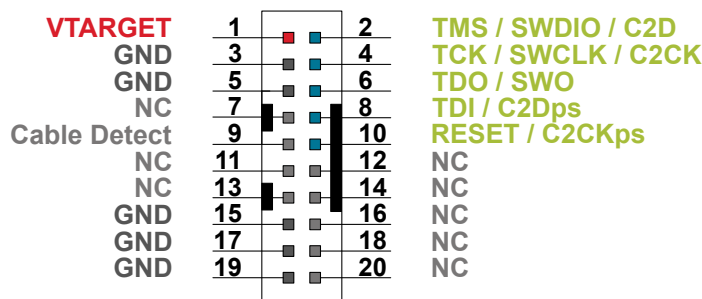 VTARGET 1 2 TMS / SWDIO / C2D
GND 3 4 TCK / SWCLK / C2CK
GND 5 6 TDO / SWO
NC 7 8 TDI / C2Dps
Cable Detect 9 10 RESET / C2CKps
NC 11 12 NC
NC 13 14 NC
GND 15 16 NC
GND 17 18 NC
GND 19 20 NC